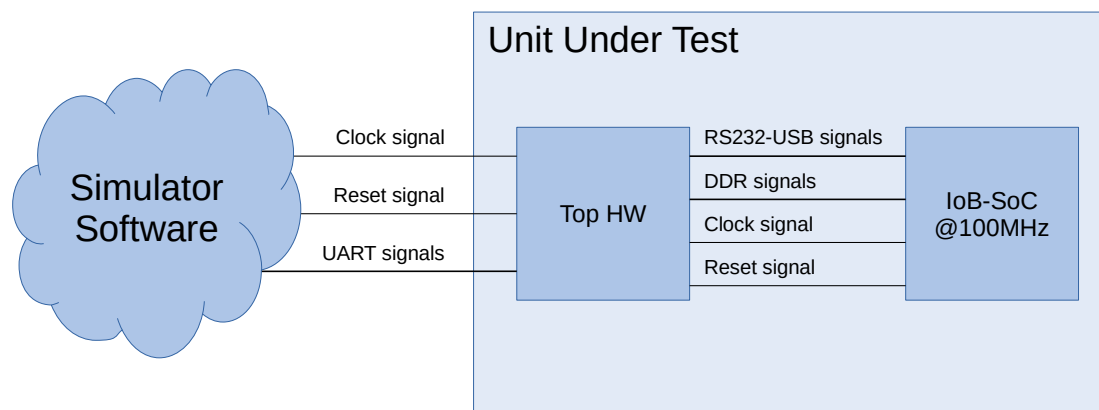 Unit Under Test
Simulator
Software
Clock signal
Reset signal
UART signals
Top HW
RS232-USB signals
DDR signals
Clock signal
Reset signal
IoB-SoC
@100MHz